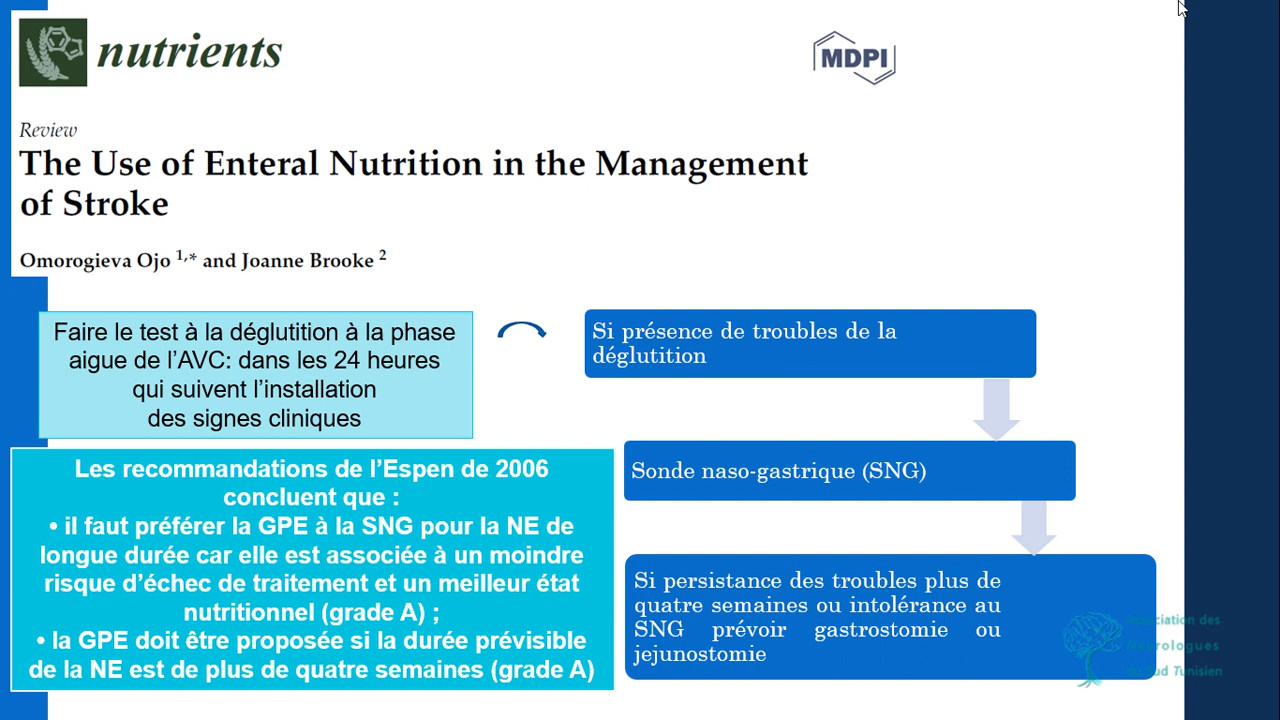 nutrients
MDPI
Review
The Use of Enteral Nutrition in the Management
of Stroke
Omorogieva Ojo 1,* and Joanne Brooke 2
Faire le test à la déglutition à la phase
aigue de l’AVC: dans les 24 heures
qui suivent l’installation
des signes cliniques
Si présence de troubles de la
déglutition
Sonde naso-gastrique (SNG)
Les recommandations de l’Espen de 2006
concluent que :
• il faut préférer la GPE à la SNG pour la NE de
longue durée car elle est associée à un moindre
risque d’échec de traitement et un meilleur état
nutritionnel (grade A) ;
• la GPE doit être proposée si la durée prévisible
de la NE est de plus de quatre semaines (grade A)
Si persistance des troubles plus de
quatre semaines ou intolérance au
SNG prévoir gastrostomie ou
jejunostomie
Association des
Neurologues
du Sud Tunisien